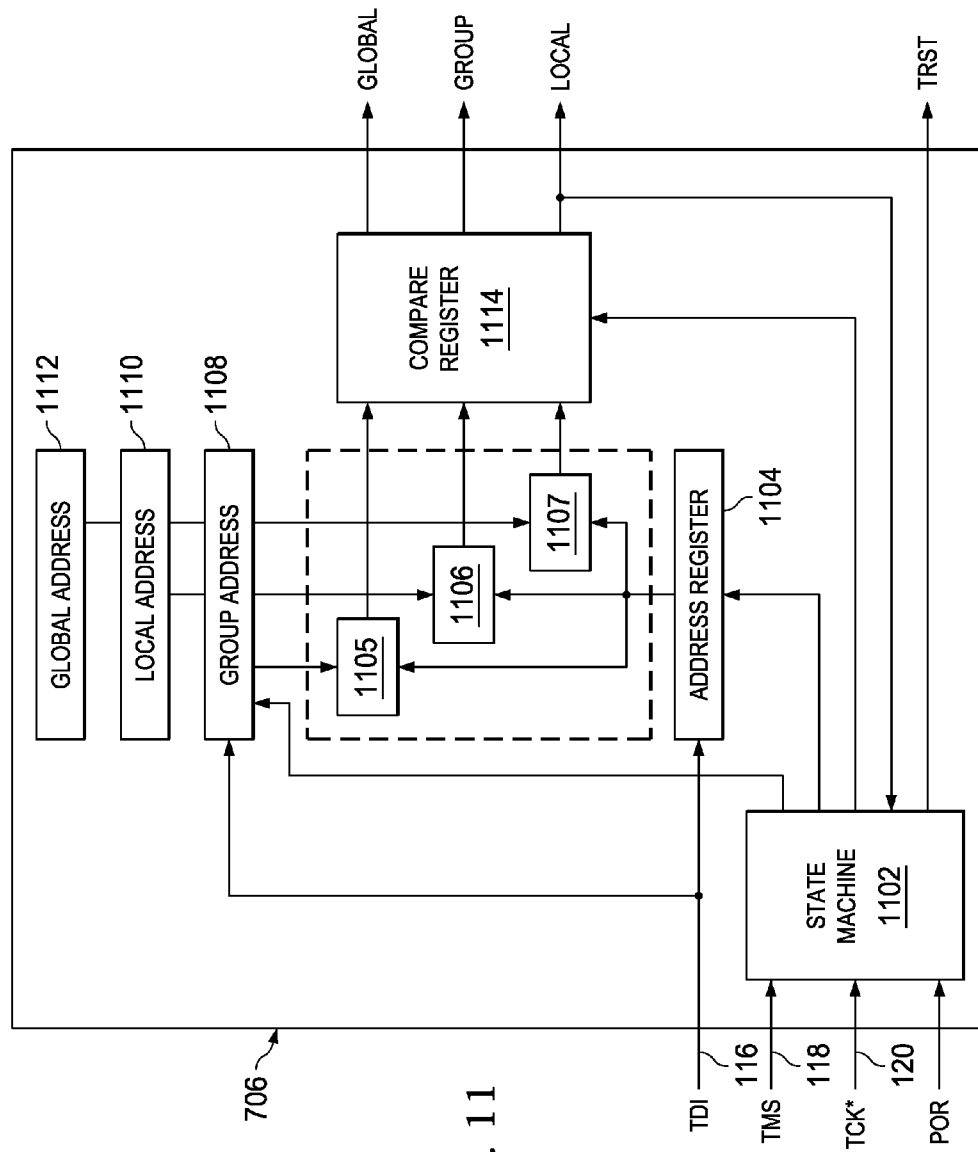 706
GLOBAL ADDRESS
1112
LOCAL ADDRESS
1110
GROUP ADDRESS
1108
1105
1106
1107
ADDRESS REGISTER
1104
COMPARE
REGISTER
1114
GLOBAL
GROUP
LOCAL
TRST
STATE
MACHINE
1102
TDI
116
TMS
118
TCK*
120
POR
. 11